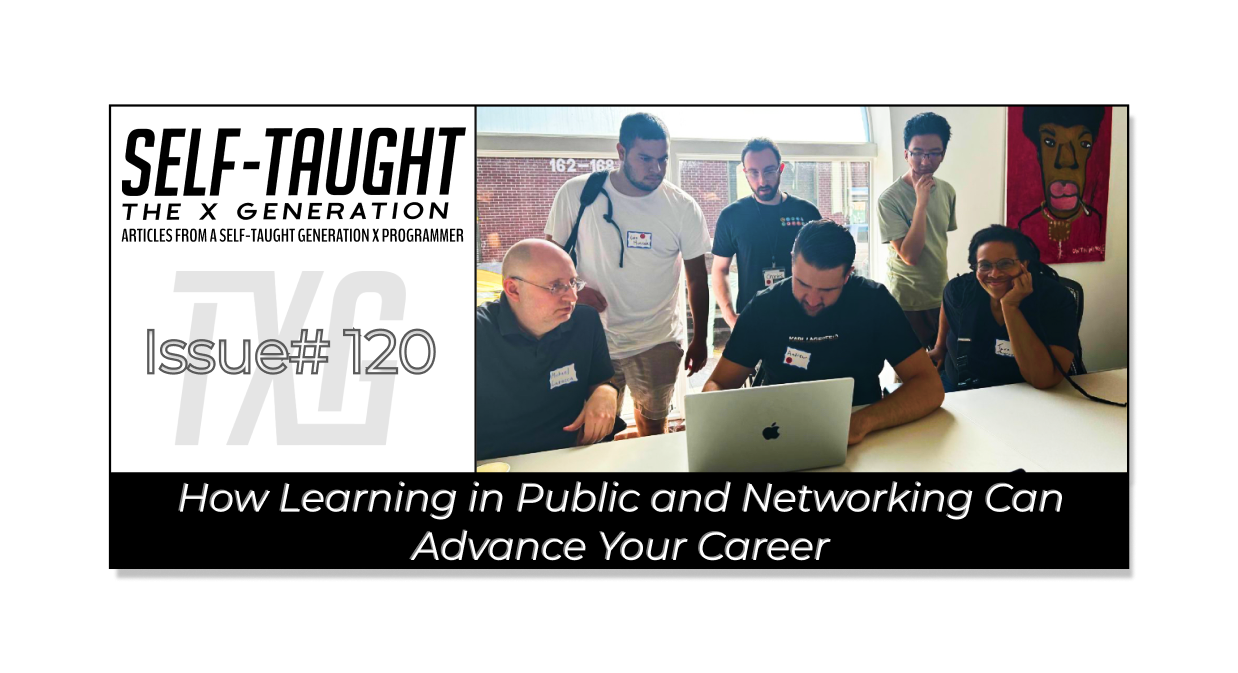 SELF-TAUGHT
THE X GENERATION
ARTICLES FROM A SELF-TAUGHT GENERATION X PROGRAMMER
TXG
Issue# 120
162-168
Andrew
How Learning in Public and Networking Can
Advance Your Career